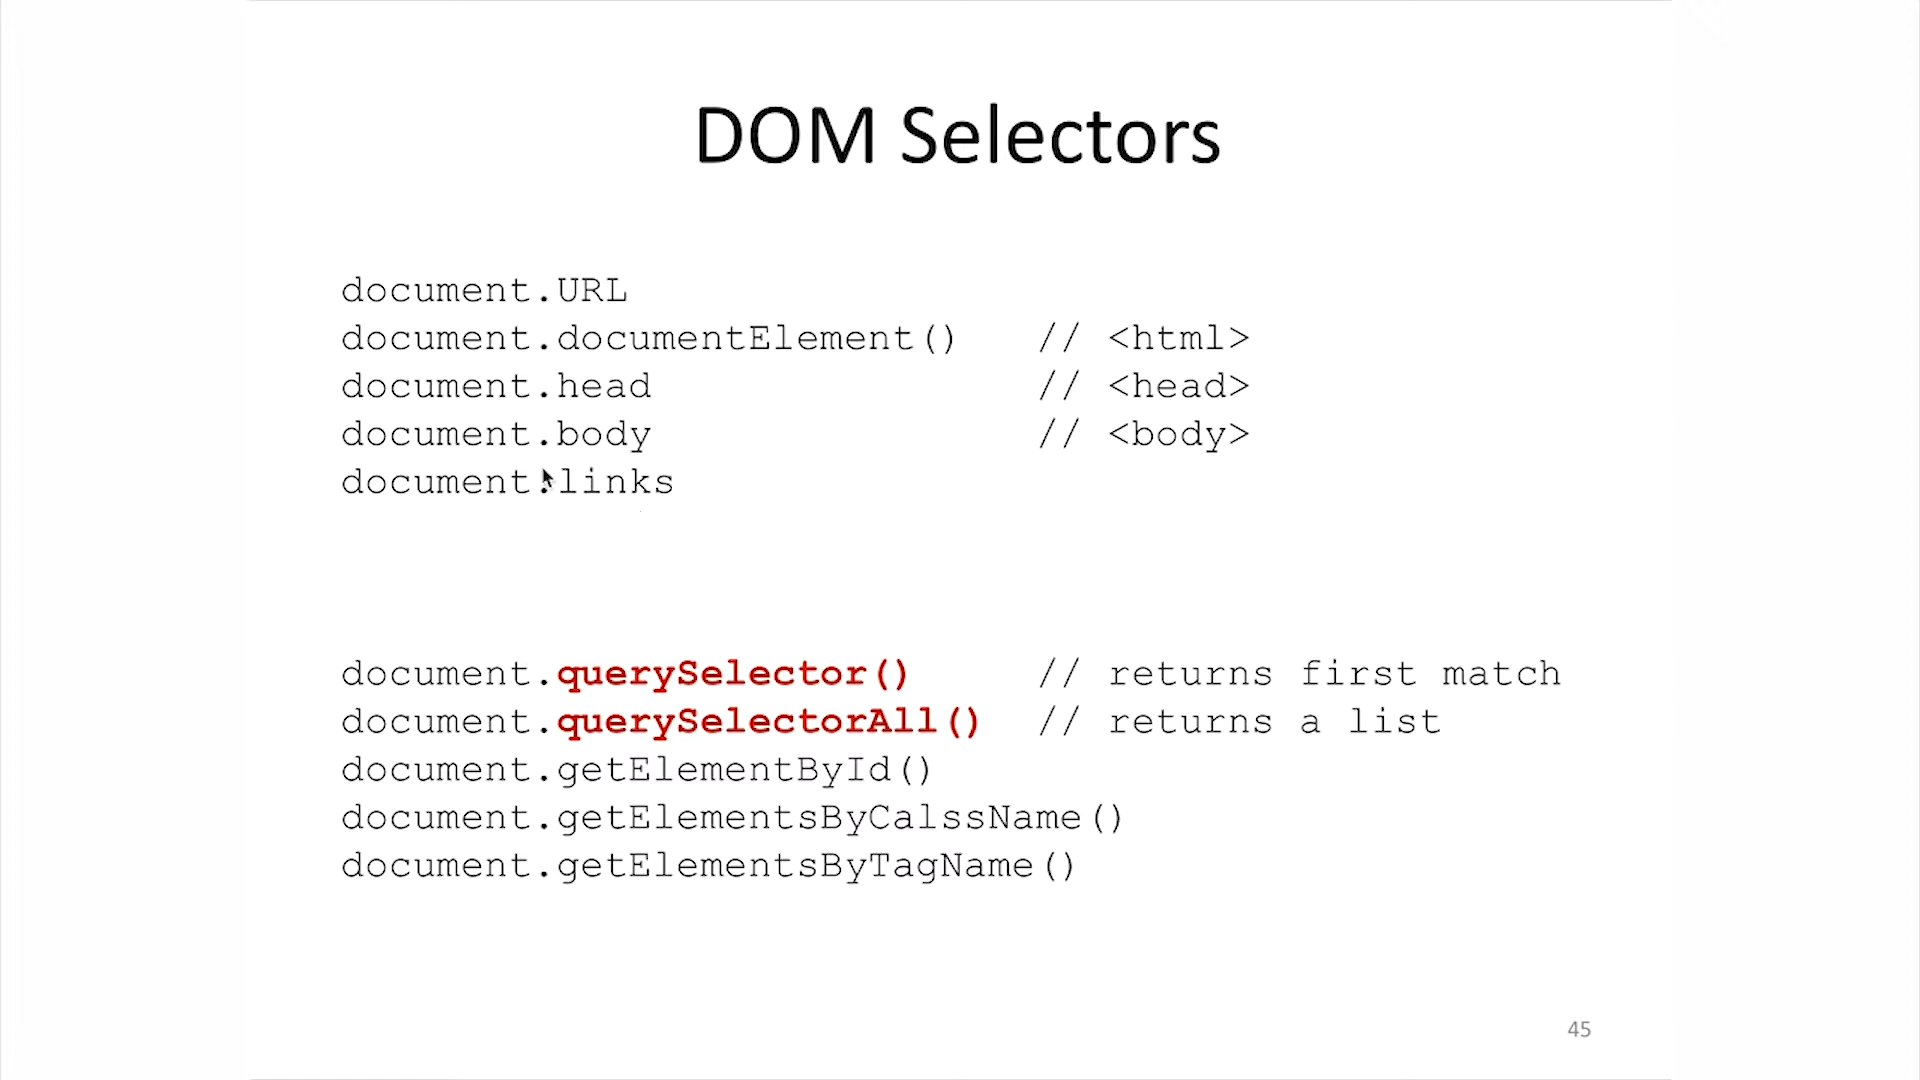 DOM Selectors
document.URL
document.documentElement() // <html>
document.head // <head>
document.body // <body>
document.links
document.querySelector() // returns first match
document.querySelectorAll() // returns a list
document.getElementById()
document.getElementsByCalssName()
document.getElementsByTagName()
45